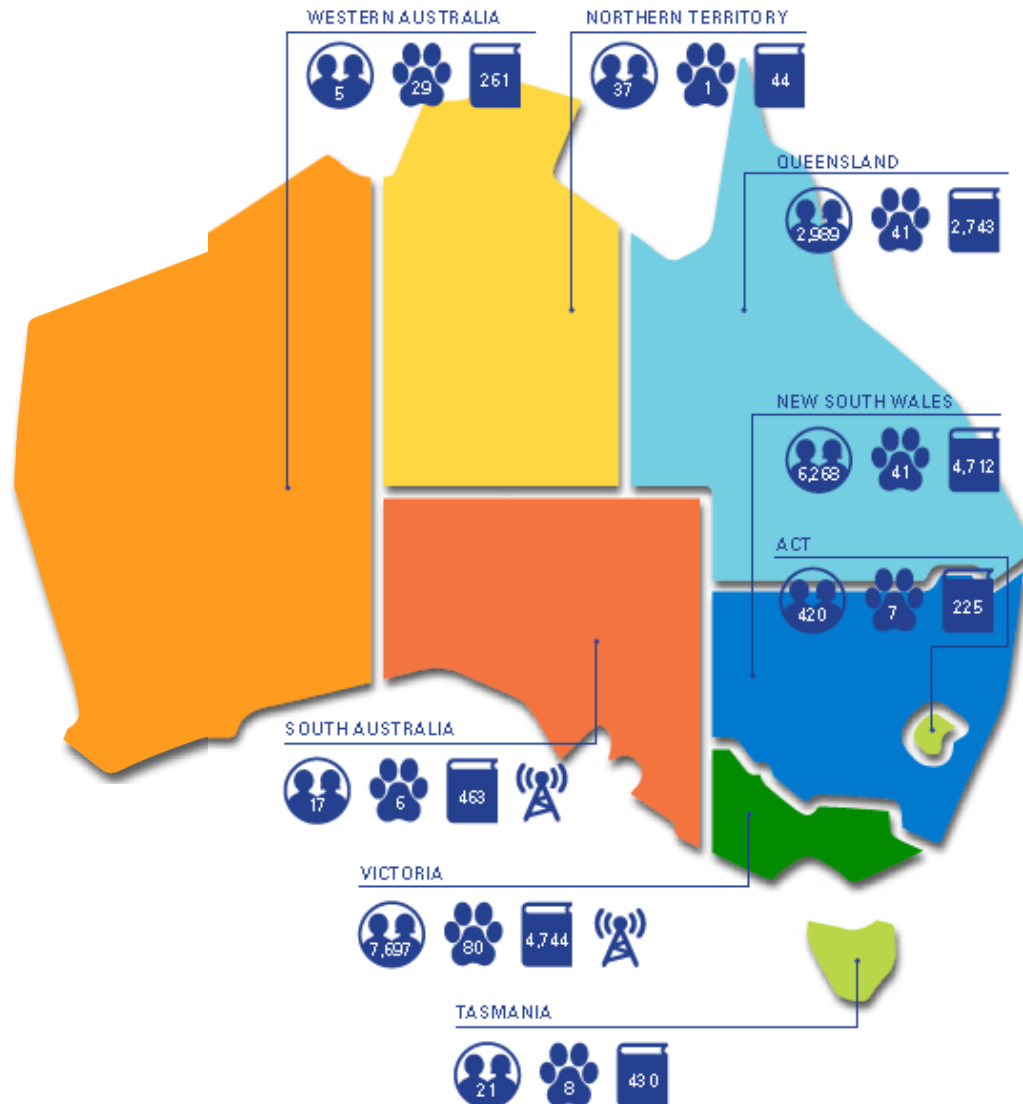 WESTERN AUSTRALIA
5 29 261
NORTHERN TERRITORY
37 1 44
QUEENSLAND
2,989 41 2,743
NEW SOUTH WALES
6,268 41 4,712
ACT
420 7 225
SOUTH AUSTRALIA
17 6 463
VICTORIA
7,697 80 4,744
TASMANIA
21 8 430